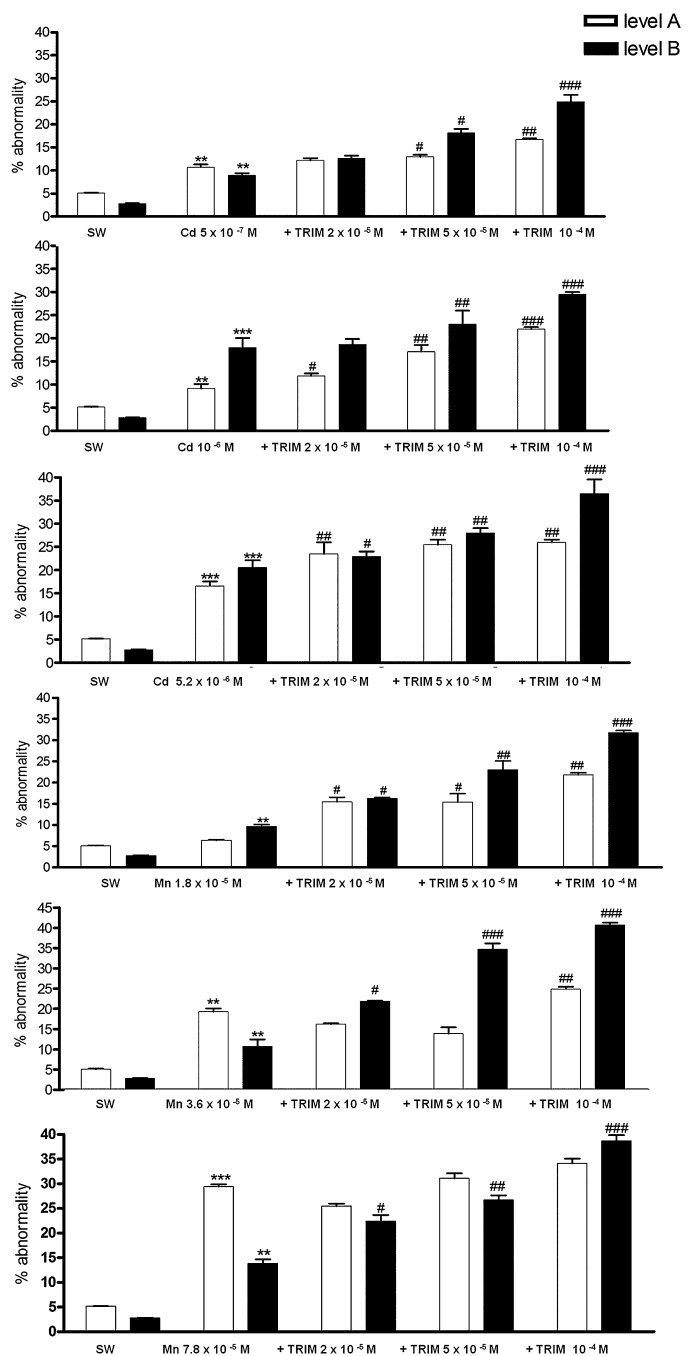 level A
level B
% abnormality
40
35
30
25
20
15
10
5
0
** ** # # ## ###
SW Cd 5 x 10 -7 M + TRIM 2 x 10 -5 M + TRIM 5 x 10 -5 M + TRIM 10 -4 M
% abnormality
40
35
30
25
20
15
10
5
0
** *** # ## ## ### ###
SW Cd 10 -6 M + TRIM 2 x 10 -5 M + TRIM 5 x 10 -5 M + TRIM 10 -4 M
% abnormality
40
35
30
25
20
15
10
5
0
*** *** ## # ## ## ## ###
SW Cd 5.2 x 10 -6 M + TRIM 2 x 10 -5 M + TRIM 5 x 10 -5 M + TRIM 10 -4 M
% abnormality
40
35
30
25
20
15
10
5
0
** # # # ## ## ###
SW Mn 1.8 x 10 -5 M + TRIM 2 x 10 -5 M + TRIM 5 x 10 -5 M + TRIM 10 -4 M
% abnormality
45
40
35
30
25
20
15
10
5
0
** ** # ### ## ###
SW Mn 3.6 x 10 -5 M + TRIM 2 x 10 -5 M + TRIM 5 x 10 -5 M + TRIM 10 -4 M
% abnormality
40
35
30
25
20
15
10
5
0
*** ** # ## ###
SW Mn 7.8 x 10 -5 M + TRIM 2 x 10 -5 M + TRIM 5 x 10 -5 M + TRIM 10 -4 M